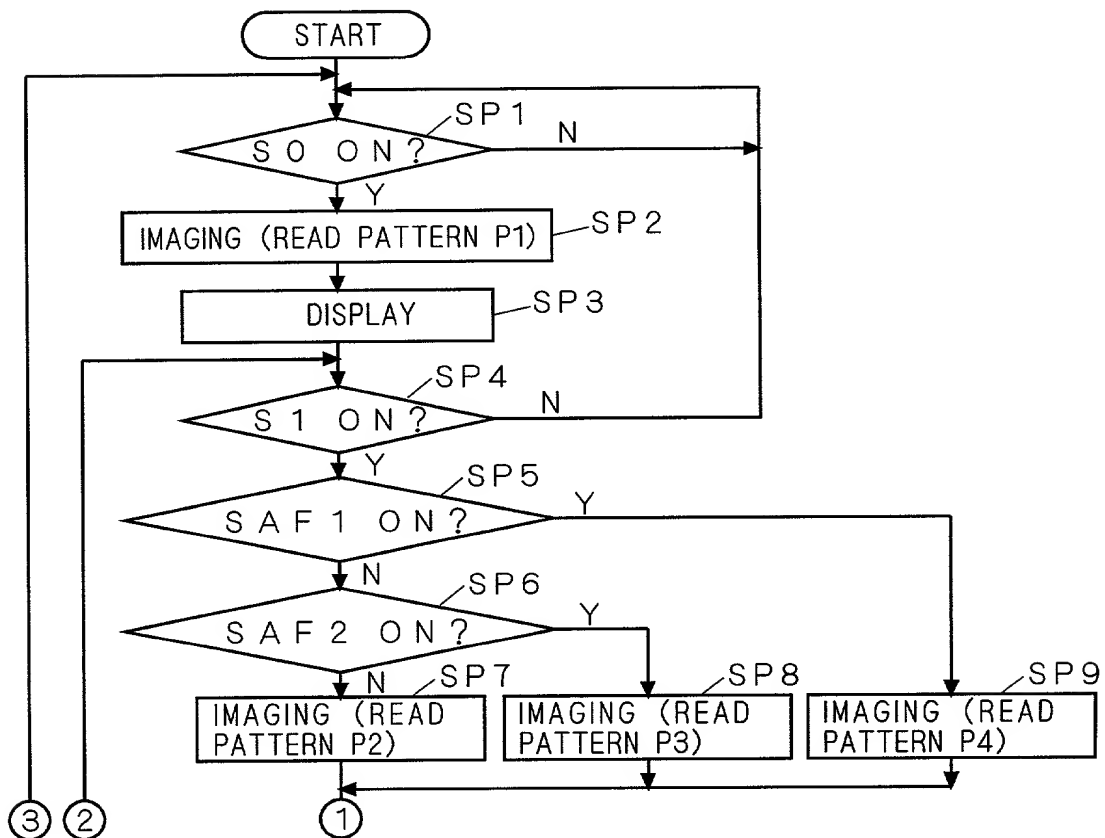 START
SP1
S0 ON?
N
Y
IMAGING (READ PATTERN P1)
SP2
DISPLAY
SP3
SP4
S1 ON?
N
Y
SP5
SAF1 ON?
Y
N
SP6
SAF2 ON?
Y
N
SP7
SP8
SP9
IMAGING (READ
PATTERN P2)
IMAGING (READ
PATTERN P3)
IMAGING (READ
PATTERN P4)
3
2
1